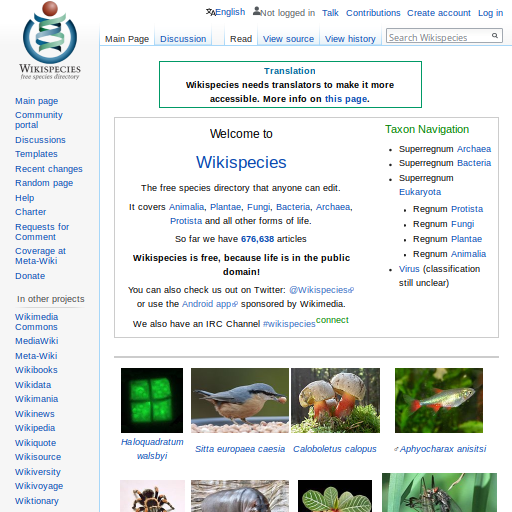 English Not logged in Talk Contributions Create account Log in
Main Page Discussion Read View source View history Search Wikispecies
WIKISPECIES
free species directory
Main page
Community
portal
Discussions
Templates
Recent changes
Random page
Help
Charter
Requests for
Comment
Coverage at
Meta-Wiki
Donate
In other projects
Wikimedia
Commons
MediaWiki
Meta-Wiki
Wikibooks
Wikidata
Wikimania
Wikinews
Wikipedia
Wikiquote
Wikisource
Wikiversity
Wikivoyage
Wiktionary
Translation
Wikispecies needs translators to make it more
accessible. More info on this page.
Welcome to
Wikispecies
The free species directory that anyone can edit.
It covers Animalia, Plantae, Fungi, Bacteria, Archaea,
Protista and all other forms of life.
So far we have 676,638 articles
Wikispecies is free, because life is in the public
domain!
You can also check us out on Twitter: @Wikispecies
or use the Android app sponsored by Wikimedia.
We also have an IRC Channel #wikispecies connect
Taxon Navigation
Superregnum Archaea
Superregnum Bacteria
Superregnum
Eukaryota
Regnum Protista
Regnum Fungi
Regnum Plantae
Regnum Animalia
Virus (classification
still unclear)
Haloquadratum
walsbyi
Sitta europaea caesia
Caloboletus calopus
♂Aphyocharax anisitsi